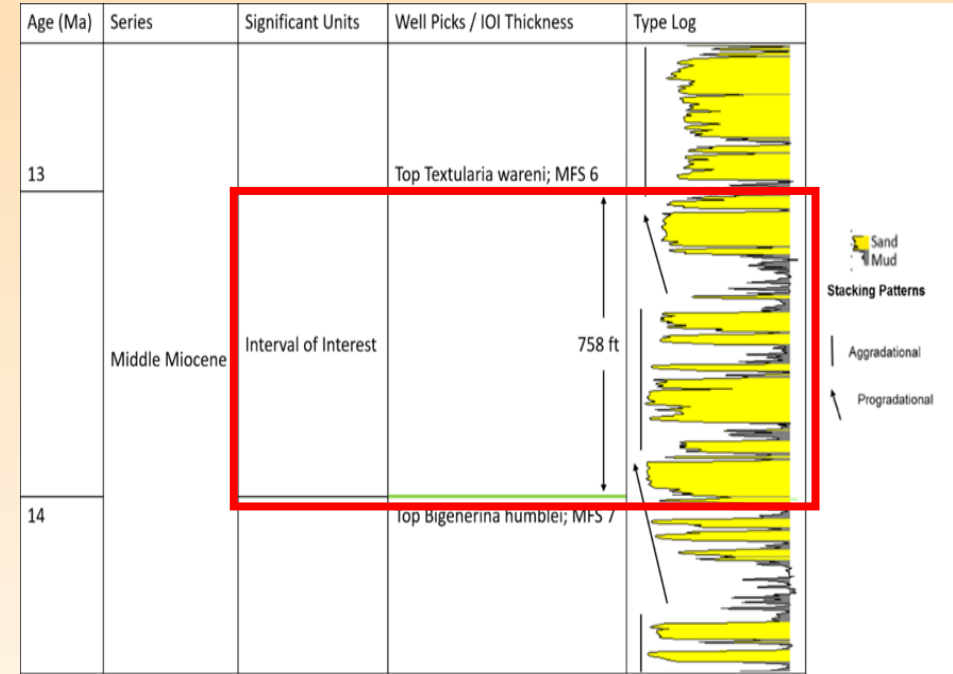 Age (Ma) Series Significant Units Well Picks / IOI Thickness Type Log
13 Top Textularia wareni; MFS 6
Sand
Mud
Stacking Patterns
Middle Miocene Interval of Interest 758 ft
Aggradational
Progradational
14 Top Bigenerina humblei; MFS 7